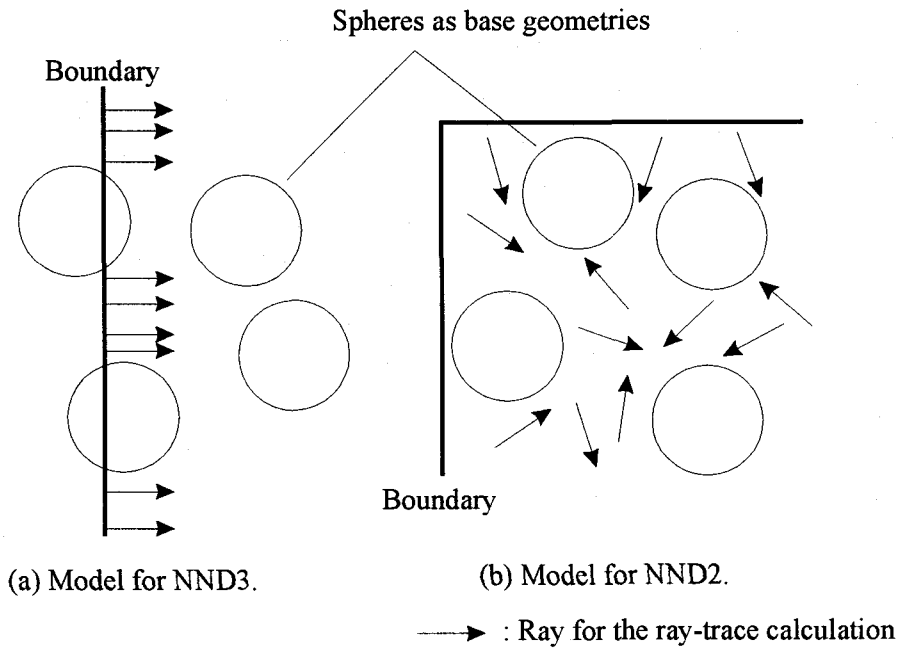 Spheres as base geometries
Boundary
Boundary
(a) Model for NND3.
(b) Model for NND2.
: Ray for the ray-trace calculation